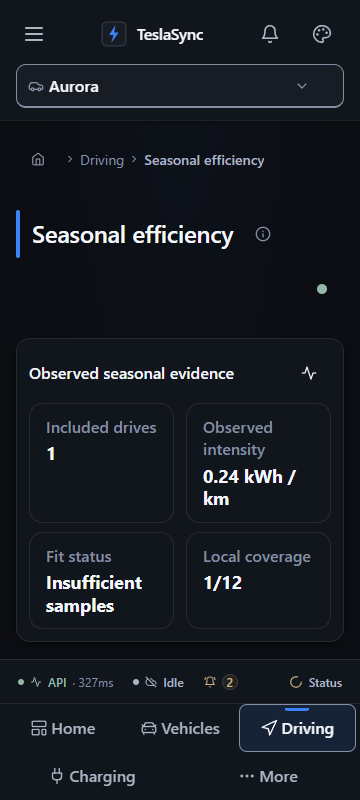 TeslaSync
Aurora
Driving
Seasonal efficiency
Seasonal efficiency
Observed seasonal evidence
Included drives
1
Observed
intensity
0.24 kWh /
km
Fit status
Insufficient
samples
Local coverage
1/12
API · 327ms
Idle
2
Status
Home
Vehicles
Driving
Charging
More